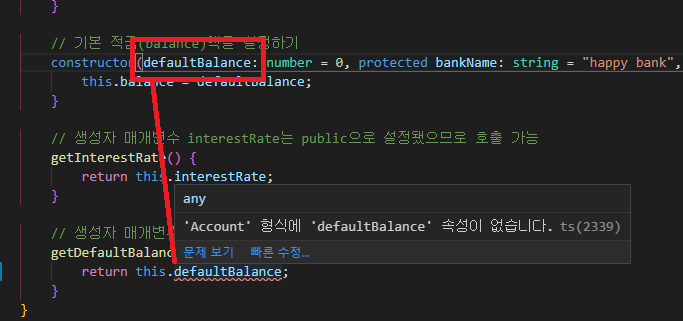 }
// 기본 적금(balance)액을 설정하기
constructor (defaultBalance: number = 0, protected bankName: string = "happy bank",
this.balance = defaultBalance;
}
// 생성자 매개변수 interestRate는 public으로 설정됐으므로 호출 가능
getInterestRate() {
return this.interestRate;
}
any
'Account' 형식에 'defaultBalance' 속성이 없습니다. ts(2339)
문제 보기 빠른 수정...
// 생성자 매개변
getDefaultBalanc
return this.defaultBalance;
}
}